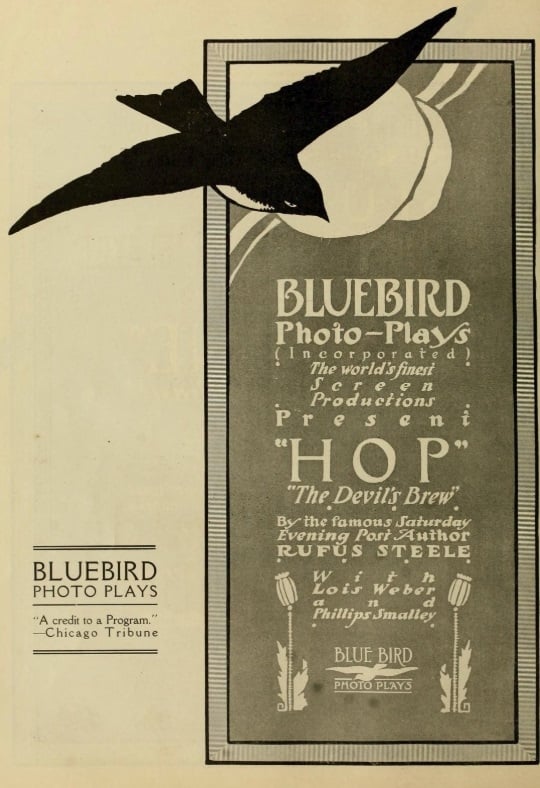 BLUEBIRD
Photo-Plays
(Incorporated)
The world's finest
Screen
Productions
Present
"HOP"
"The Devil's Brew"
By the famous Saturday
Evening Post Author
RUFUS STEELE
With
Lois Weber
and
Phillips Smalley
BLUE BIRD
PHOTO PLAYS
BLUEBIRD
PHOTO PLAYS
"A credit to a Program."
—Chicago Tribune